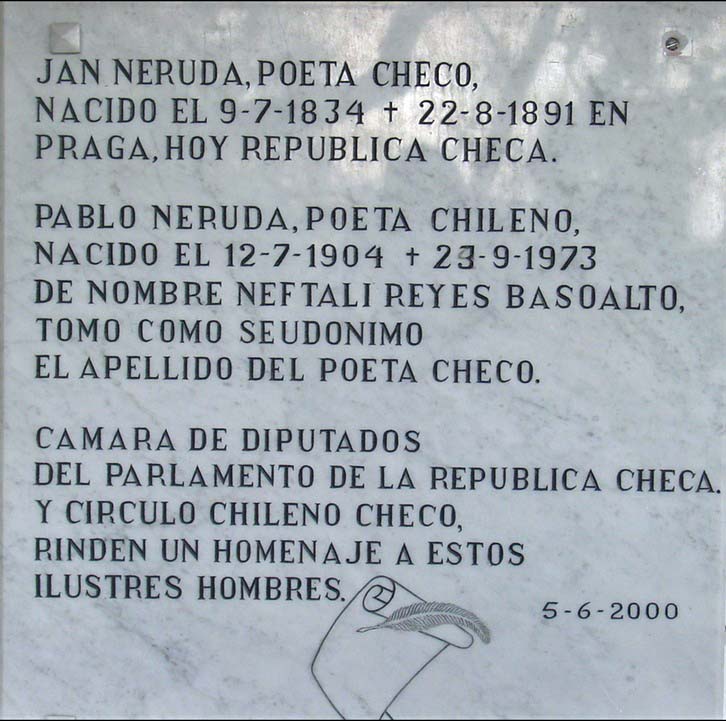 JAN NERUDA, POETA CHECO,
NACIDO EL 9-7-1834 † 22-8-1891 EN
PRAGA, HOY REPUBLICA CHECA.
PABLO NERUDA, POETA CHILENO,
NACIDO EL 12-7-1904 † 23-9-1973
DE NOMBRE NEFTALI REYES BASOALTO,
TOMO COMO SEUDONIMO
EL APELLIDO DEL POETA CHECO.
CAMARA DE DIPUTADOS
DEL PARLAMENTO DE LA REPUBLICA CHECA.
Y CIRCULO CHILENO CHECO,
RINDEN UN HOMENAJE A ESTOS
ILUSTRES HOMBRES.
5-6-2000